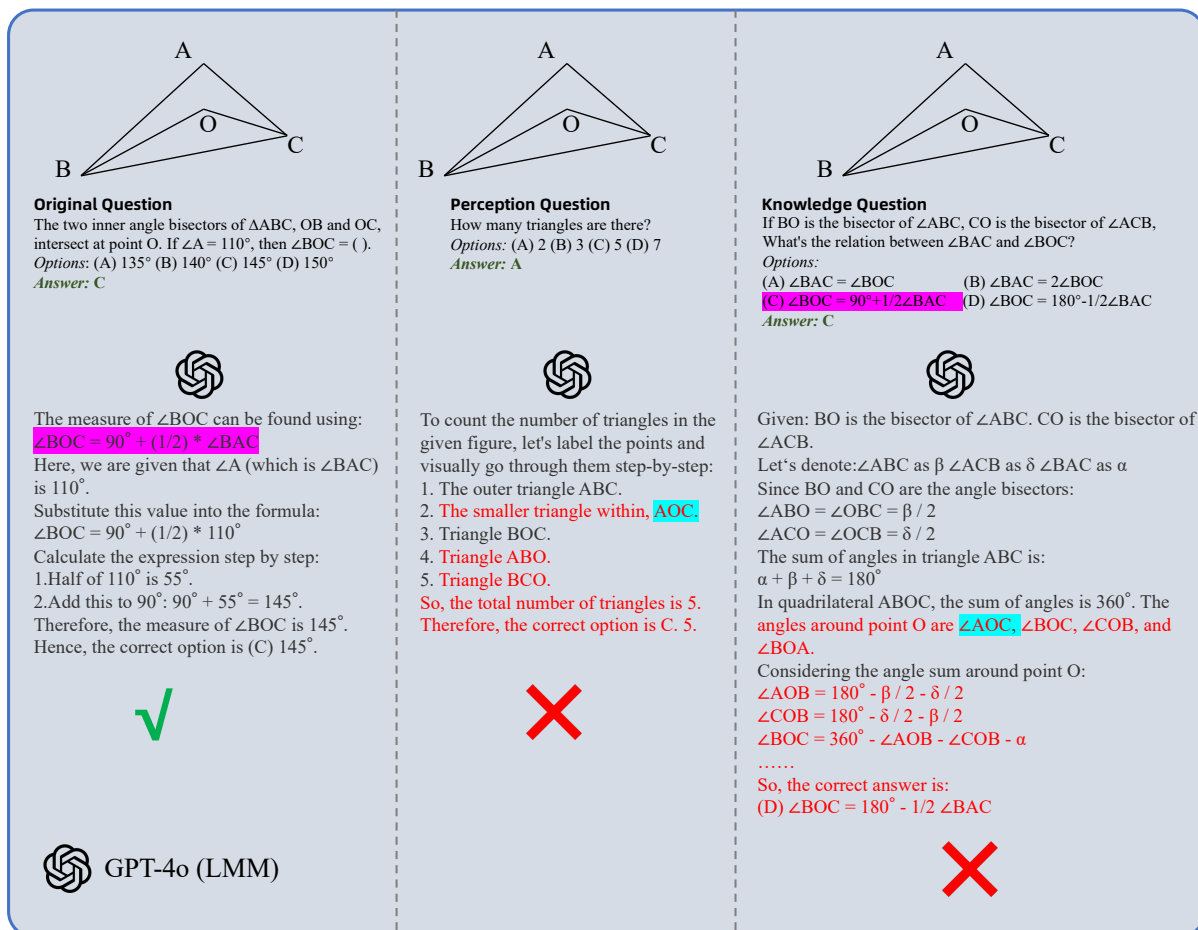 A
O
C
B
Original Question
The two inner angle bisectors of ΔABC, OB and OC,
intersect at point O. If ∠A = 110°, then ∠BOC = ( ).
Options: (A) 135° (B) 140° (C) 145° (D) 150°
Answer: C
The measure of ∠BOC can be found using:
∠BOC = 90° + (1/2) * ∠BAC
Here, we are given that ∠A (which is ∠BAC)
is 110°.
Substitute this value into the formula:
∠BOC = 90° + (1/2) * 110°
Calculate the expression step by step:
1.Half of 110° is 55°.
2.Add this to 90°: 90° + 55° = 145°.
Therefore, the measure of ∠BOC is 145°.
Hence, the correct option is (C) 145°.
√
GPT-4o (LMM)
A
O
C
B
Perception Question
How many triangles are there?
Options: (A) 2 (B) 3 (C) 5 (D) 7
Answer: A
To count the number of triangles in the
given figure, let's label the points and
visually go through them step-by-step:
1. The outer triangle ABC.
2. The smaller triangle within, AOC.
3. Triangle BOC.
4. Triangle ABO.
5. Triangle BCO.
So, the total number of triangles is 5.
Therefore, the correct option is C. 5.
A
O
C
B
Knowledge Question
If BO is the bisector of ∠ABC, CO is the bisector of ∠ACB,
What's the relation between ∠BAC and ∠BOC?
Options:
(A) ∠BAC = ∠BOC (B) ∠BAC = 2∠BOC
(C) ∠BOC = 90°+1/2∠BAC (D) ∠BOC = 180°-1/2∠BAC
Answer: C
Given: BO is the bisector of ∠ABC. CO is the bisector of
∠ACB.
Let‘s denote:∠ABC as β ∠ACB as δ ∠BAC as α
Since BO and CO are the angle bisectors:
∠ABO = ∠OBC = β / 2
∠ACO = ∠OCB = δ / 2
The sum of angles in triangle ABC is:
α + β + δ = 180°
In quadrilateral ABOC, the sum of angles is 360°. The
angles around point O are ∠AOC, ∠BOC, ∠COB, and
∠BOA.
Considering the angle sum around point O:
∠AOB = 180° - β / 2 - δ / 2
∠COB = 180° - δ / 2 - β / 2
∠BOC = 360° - ∠AOB - ∠COB - α
……
So, the correct answer is:
(D) ∠BOC = 180° - 1/2 ∠BAC